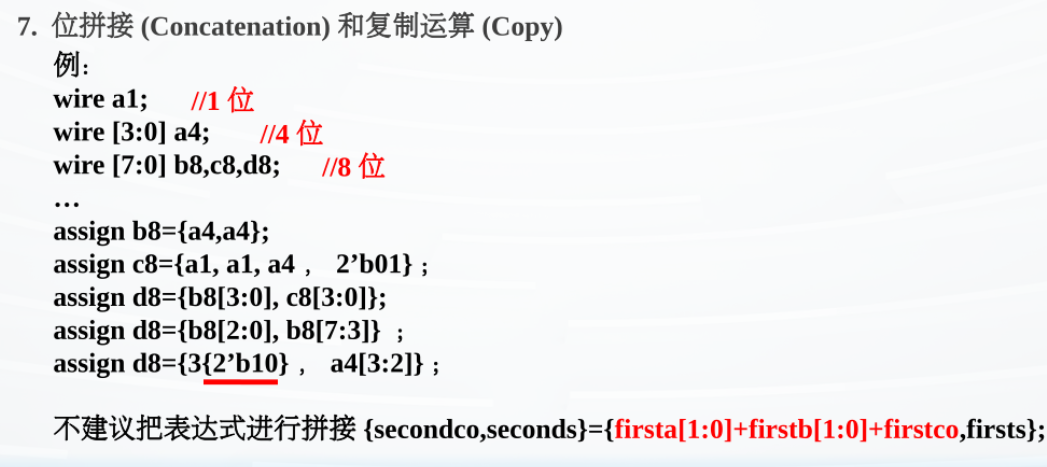 7. 位拼接 (Concatenation) 和复制运算 (Copy)
例：
wire a1; //1 位
wire [3:0] a4; //4 位
wire [7:0] b8,c8,d8; //8 位
…
assign b8={a4,a4};
assign c8={a1, a1, a4， 2’b01}；
assign d8={b8[3:0], c8[3:0]};
assign d8={b8[2:0], b8[7:3]} ；
assign d8={3{2’b10}， a4[3:2]}；
不建议把表达式进行拼接 {secondco,seconds}={firsta[1:0]+firstb[1:0]+firstco,firsts};